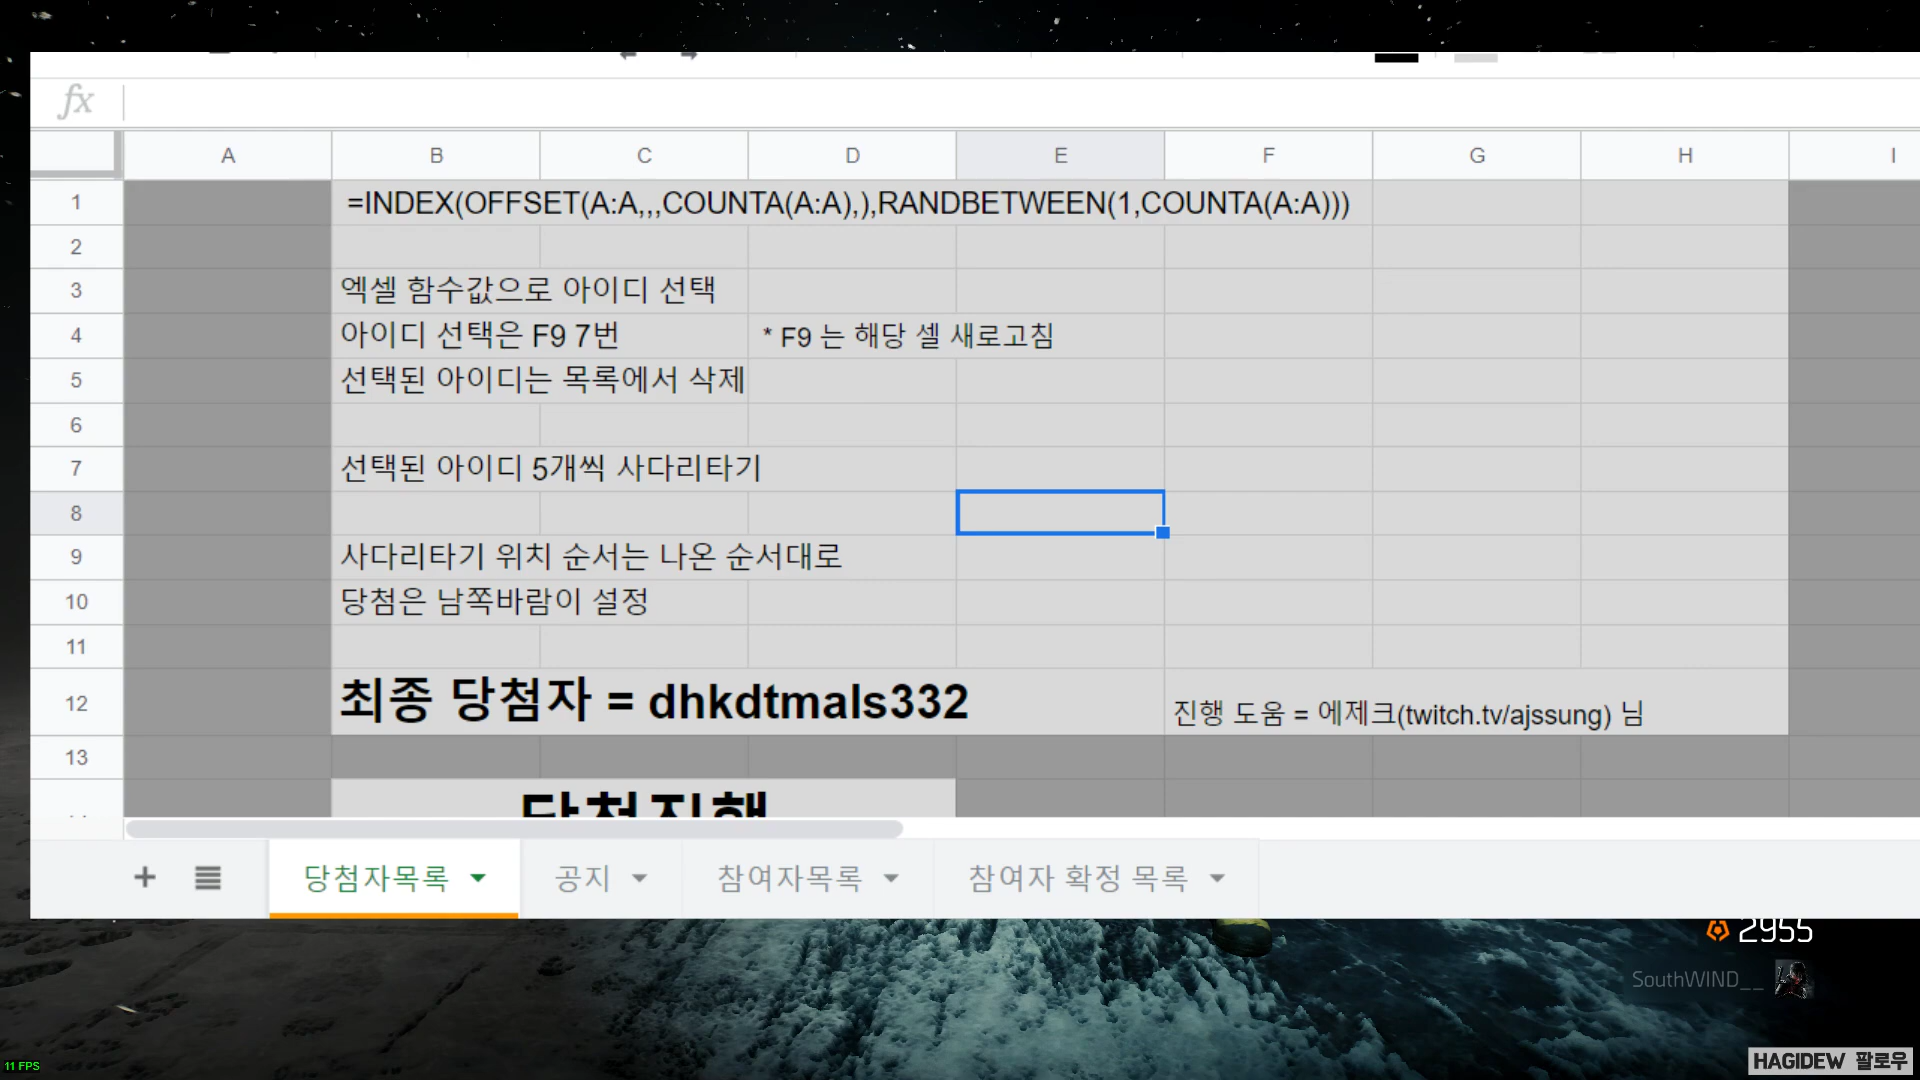 fx
A B C D E F G H I
1 =INDEX(OFFSET(A:A,,,COUNTA(A:A),),RANDBETWEEN(1,COUNTA(A:A)))
2
3 엑셀 함수값으로 아이디 선택
4 아이디 선택은 F9 7번 * F9 는 해당 셀 새로고침
5 선택된 아이디는 목록에서 삭제
6
7 선택된 아이디 5개씩 사다리타기
8
9 사다리타기 위치 순서는 나온 순서대로
10 당첨은 남쪽바람이 설정
11
12 최종 당첨자 = dhkdtmals332 진행 도움 = 에제크(twitch.tv/ajssung) 님
13
당첨자목록 공지 참여자목록 참여자 확정 목록
2955
SouthWIND__
11 FPS
HAGIDEW 팔로우